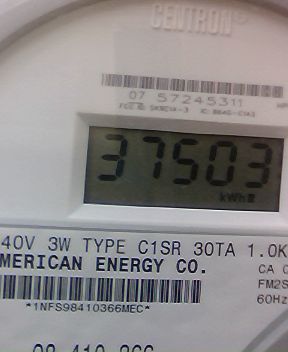 CENTRON®
07 57245311
37503
kWh
40V 3W TYPE C1SR 30TA 1.0K
MERICAN ENERGY CO.
CA 0
FM2S
60Hz
*1NFS98410366MEC*